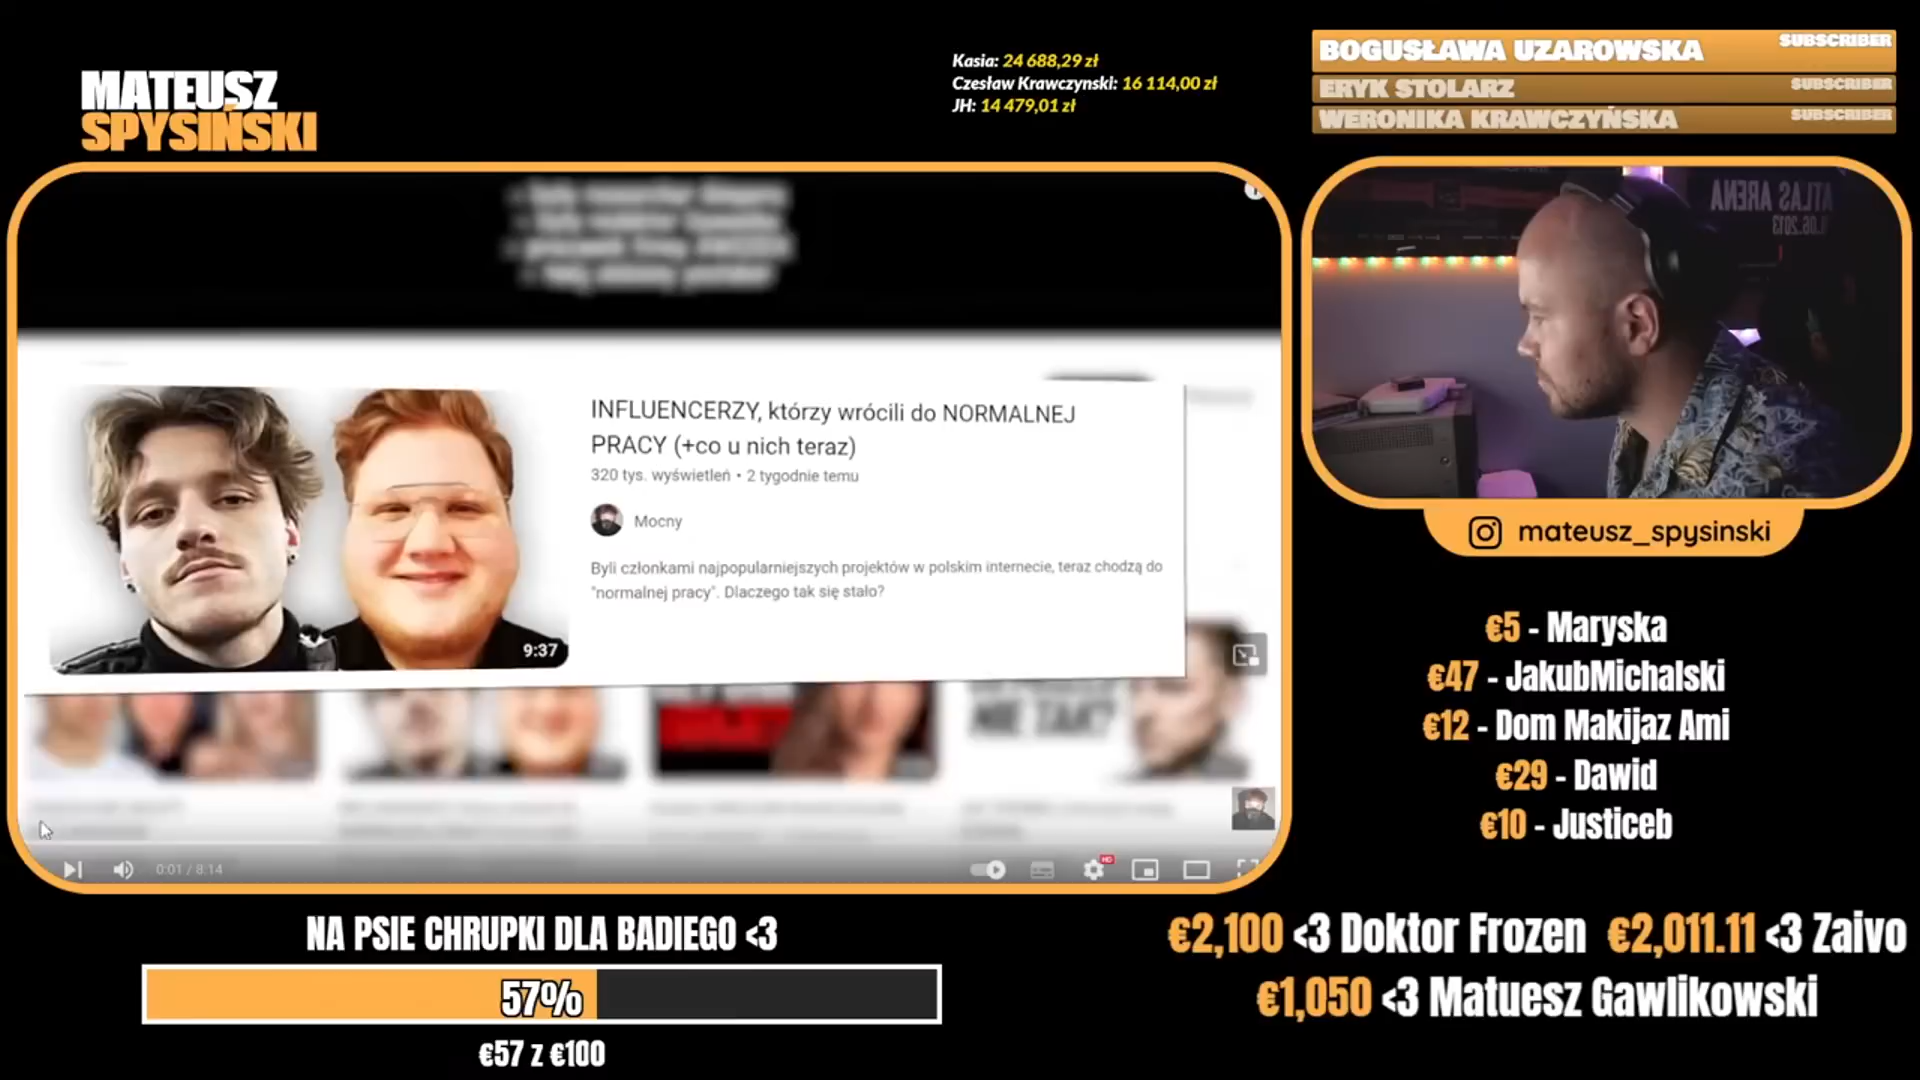 MATEUSZ
SPYSIŃSKI
Kasia: 24 688,29 zł
Czesław Krawczynski: 16 114,00 zł
JH: 14 479,01 zł
BOGUSŁAWA UZAROWSKA SUBSCRIBER
ERYK STOLARZ SUBSCRIBER
WERONIKA KRAWCZYŃSKA SUBSCRIBER
ATLAS ARENA
INFLUENCERZY, którzy wrócili do NORMALNEJ
PRACY (+co u nich teraz)
320 tys. wyświetleń • 2 tygodnie temu
Mocny
Byli członkami najpopularniejszych projektów w polskim internecie, teraz chodzą do
"normalnej pracy". Dlaczego tak się stało?
9:37
NIE TAK?
0:01 / 8:14
HD
mateusz_spysinski
€5 - Maryska
€47 - JakubMichalski
€12 - Dom Makijaz Ami
€29 - Dawid
€10 - Justiceb
NA PSIE CHRUPKI DLA BADIEGO <3
57%
€57 z €100
€2,100 <3 Doktor Frozen €2,011.11 <3 Zaivo
€1,050 <3 Matuesz Gawlikowski